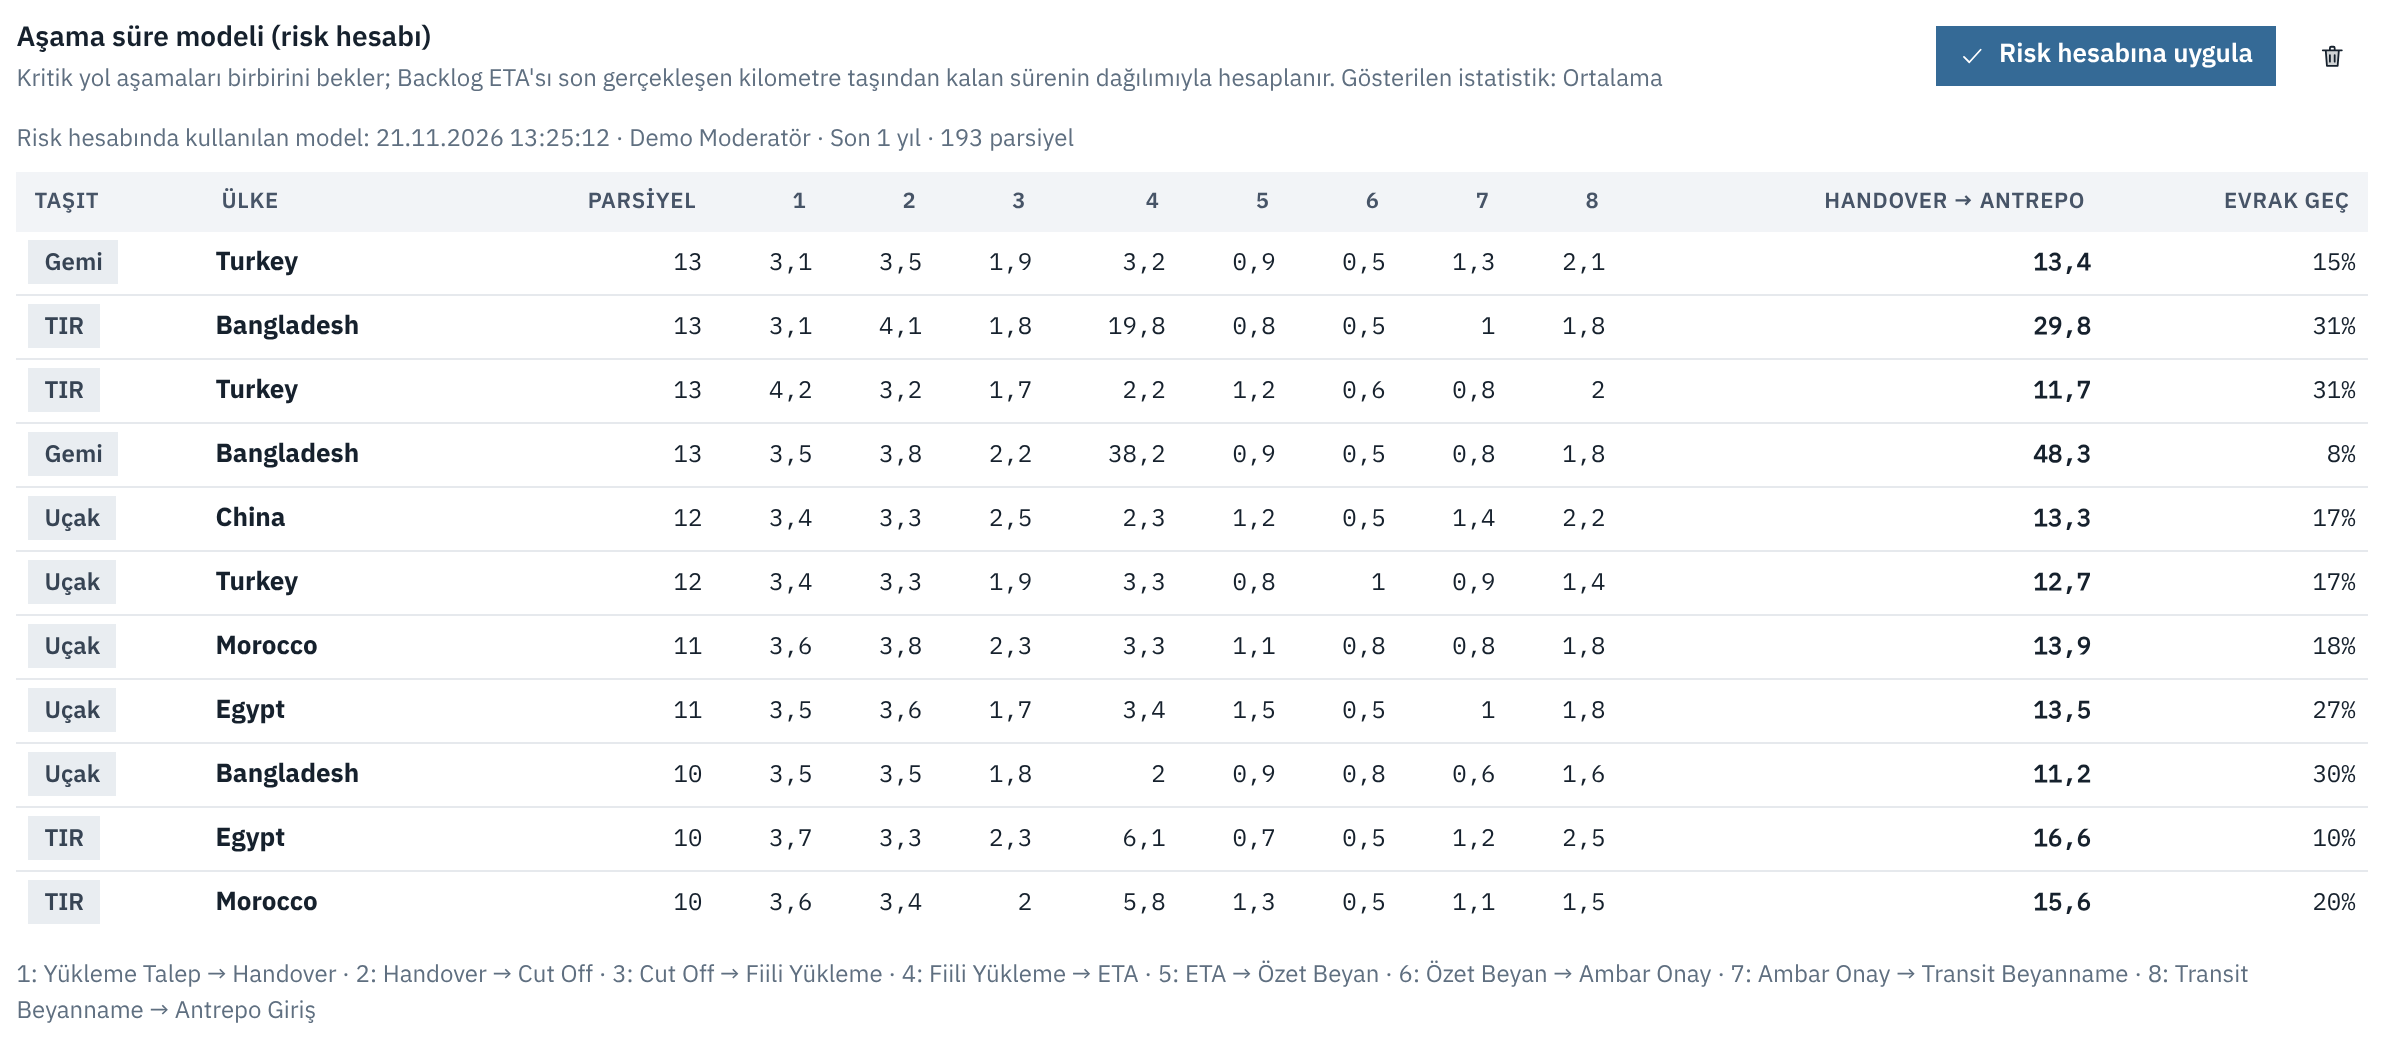 Aşama süre modeli (risk hesabı)
Risk hesabına uygula
Kritik yol aşamaları birbirini bekler; Backlog ETA'sı son gerçekleşen kilometre taşından kalan sürenin dağılımıyla hesaplanır. Gösterilen istatistik: Ortalama
Risk hesabında kullanılan model: 21.11.2026 13:25:12 · Demo Moderatör · Son 1 yıl · 193 parsiyel
TAŞIT ÜLKE PARSİYEL 1 2 3 4 5 6 7 8 HANDOVER → ANTREPO EVRAK GEÇ
Gemi Turkey 13 3,1 3,5 1,9 3,2 0,9 0,5 1,3 2,1 13,4 15%
TIR Bangladesh 13 3,1 4,1 1,8 19,8 0,8 0,5 1 1,8 29,8 31%
TIR Turkey 13 4,2 3,2 1,7 2,2 1,2 0,6 0,8 2 11,7 31%
Gemi Bangladesh 13 3,5 3,8 2,2 38,2 0,9 0,5 0,8 1,8 48,3 8%
Uçak China 12 3,4 3,3 2,5 2,3 1,2 0,5 1,4 2,2 13,3 17%
Uçak Turkey 12 3,4 3,3 1,9 3,3 0,8 1 0,9 1,4 12,7 17%
Uçak Morocco 11 3,6 3,8 2,3 3,3 1,1 0,8 0,8 1,8 13,9 18%
Uçak Egypt 11 3,5 3,6 1,7 3,4 1,5 0,5 1 1,8 13,5 27%
Uçak Bangladesh 10 3,5 3,5 1,8 2 0,9 0,8 0,6 1,6 11,2 30%
TIR Egypt 10 3,7 3,3 2,3 6,1 0,7 0,5 1,2 2,5 16,6 10%
TIR Morocco 10 3,6 3,4 2 5,8 1,3 0,5 1,1 1,5 15,6 20%
1: Yükleme Talep → Handover · 2: Handover → Cut Off · 3: Cut Off → Fiili Yükleme · 4: Fiili Yükleme → ETA · 5: ETA → Özet Beyan · 6: Özet Beyan → Ambar Onay · 7: Ambar Onay → Transit Beyanname · 8: Transit
Beyanname → Antrepo Giriş